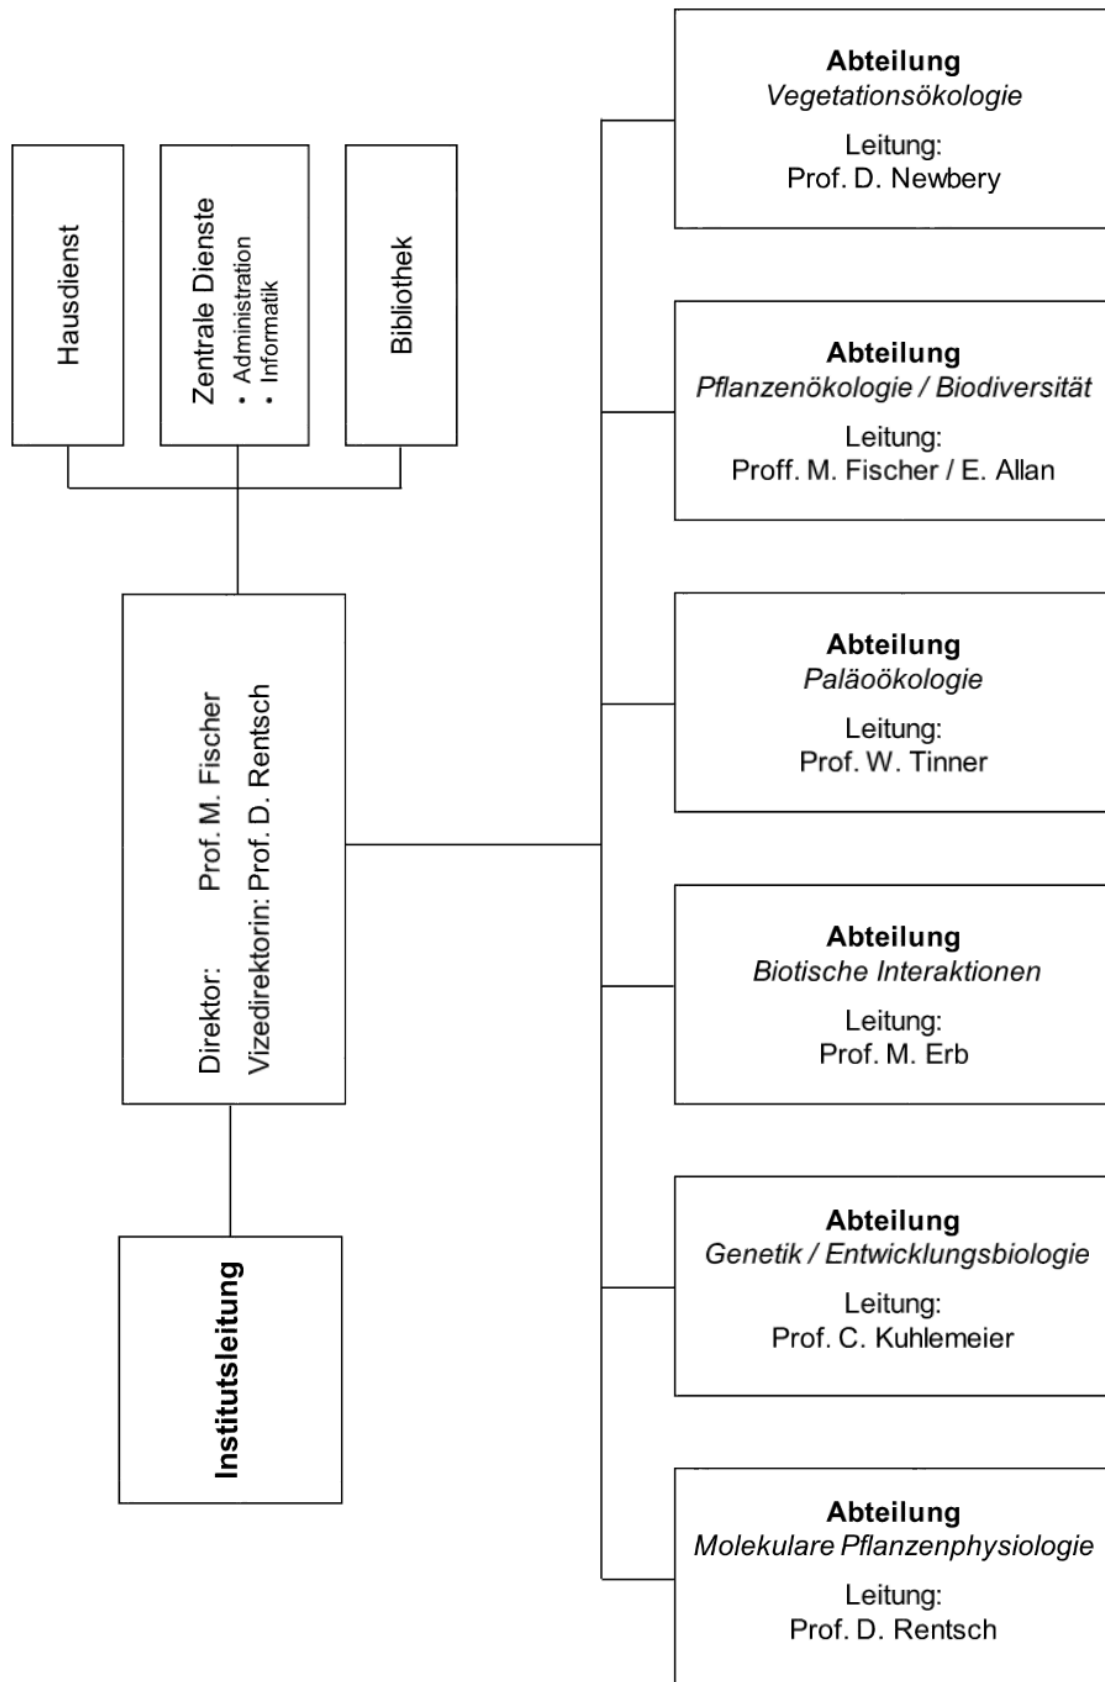 Institutsleitung
Direktor: Prof. M. Fischer
Vizedirektorin: Prof. D. Rentsch
Hausdienst
Zentrale Dienste
• Administration
• Informatik
Bibliothek
Abteilung
Vegetationsökologie
Leitung:
Prof. D. Newbery
Abteilung
Pflanzenökologie / Biodiversität
Leitung:
Proff. M. Fischer / E. Allan
Abteilung
Paläoökologie
Leitung:
Prof. W. Tinner
Abteilung
Biotische Interaktionen
Leitung:
Prof. M. Erb
Abteilung
Genetik / Entwicklungsbiologie
Leitung:
Prof. C. Kuhlemeier
Abteilung
Molekulare Pflanzenphysiologie
Leitung:
Prof. D. Rentsch